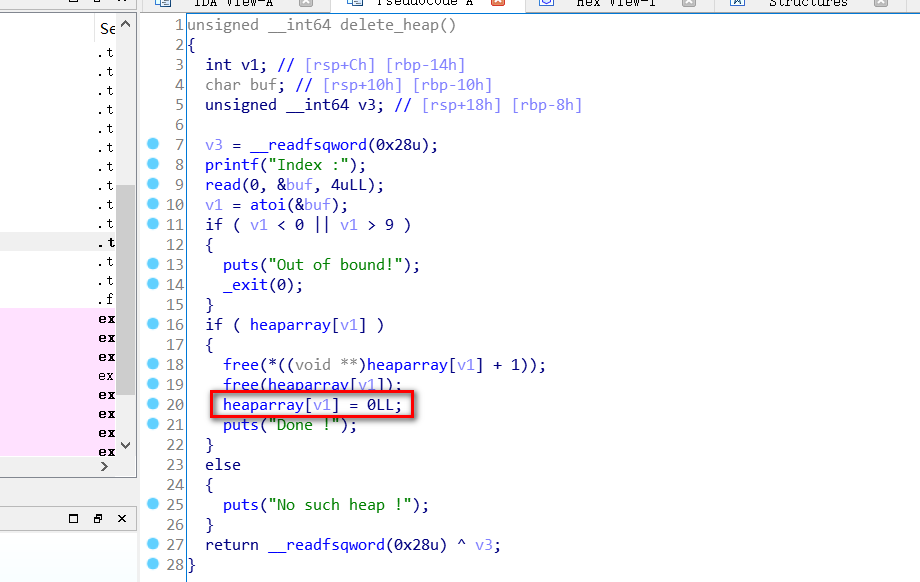 IDA View-A
Pseudocode-A
Hex View-1
Structures
Se
.t
.t
.t
.t
.t
.t
.t
.t
.t
.t
.t
.t
.t
.f
ex
ex
ex
ex
ex
ex
ex
ex
1 unsigned __int64 delete_heap()
2 {
3 int v1; // [rsp+Ch] [rbp-14h]
4 char buf; // [rsp+10h] [rbp-10h]
5 unsigned __int64 v3; // [rsp+18h] [rbp-8h]
6
7 v3 = __readfsqword(0x28u);
8 printf("Index :");
9 read(0, &buf, 4uLL);
10 v1 = atoi(&buf);
11 if ( v1 < 0 || v1 > 9 )
12 {
13 puts("Out of bound!");
14 _exit(0);
15 }
16 if ( heaparray[v1] )
17 {
18 free(*((void **)heaparray[v1] + 1));
19 free(heaparray[v1]);
20 heaparray[v1] = 0LL;
21 puts("Done !");
22 }
23 else
24 {
25 puts("No such heap !");
26 }
27 return __readfsqword(0x28u) ^ v3;
28 }